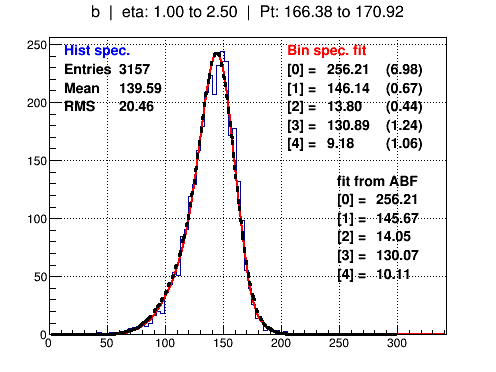 b | eta: 1.00 to 2.50 | Pt: 166.38 to 170.92
Hist spec.
Entries 3157
Mean 139.59
RMS 20.46
Bin spec. fit
[0] = 256.21 (6.98)
[1] = 146.14 (0.67)
[2] = 13.80 (0.44)
[3] = 130.89 (1.24)
[4] = 9.18 (1.06)
fit from ABF
[0] = 256.21
[1] = 145.67
[2] = 14.05
[3] = 130.07
[4] = 10.11
250
200
150
100
50
0
0 50 100 150 200 250 300